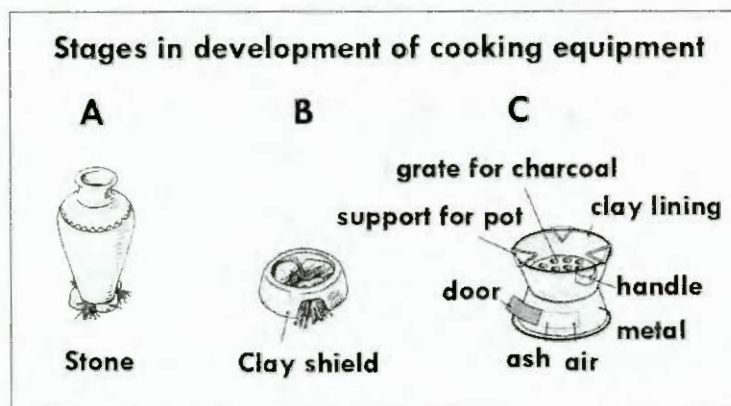 Stages in development of cooking equipment
A B C
grate for charcoal
support for pot clay lining
door handle
metal
Stone Clay shield ash air